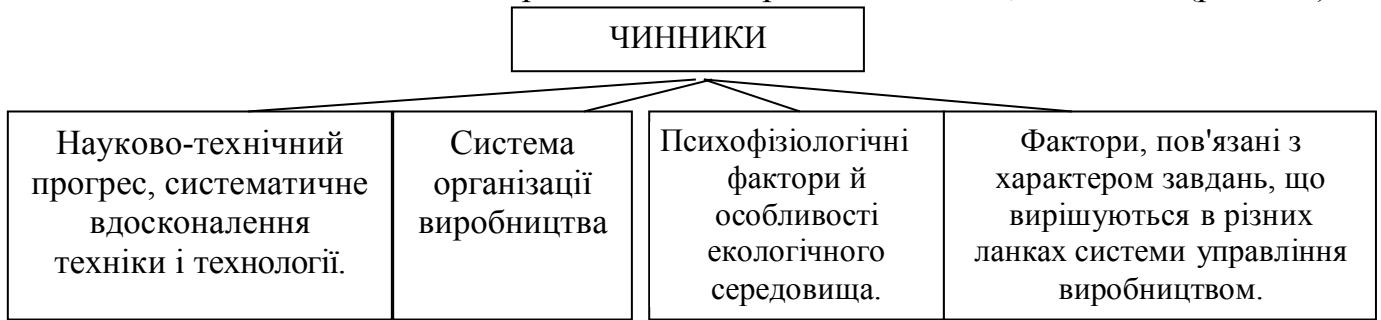 ЧИННИКИ
Науково-технічний
прогрес, систематичне
вдосконалення
техніки і технології.
Система
організації
виробництва
Психофізіологічні
фактори й
особливості
екологічного
середовища.
Фактори, пов'язані з
характером завдань, що
вирішуються в різних
ланках системи управління
виробництвом.